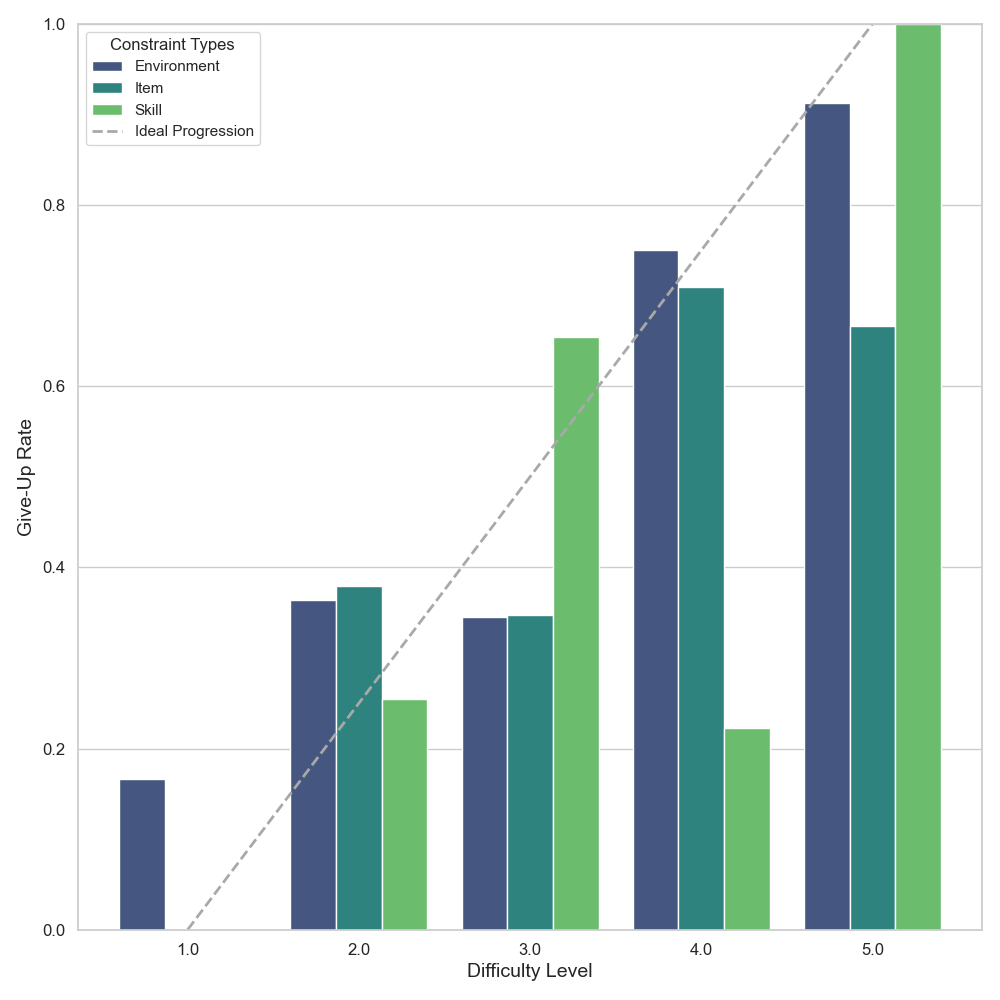 1.0
0.8
0.6
0.4
0.2
0.0
Give-Up Rate
Constraint Types
Environment
Item
Skill
Ideal Progression
1.0 2.0 3.0 4.0 5.0
Difficulty Level